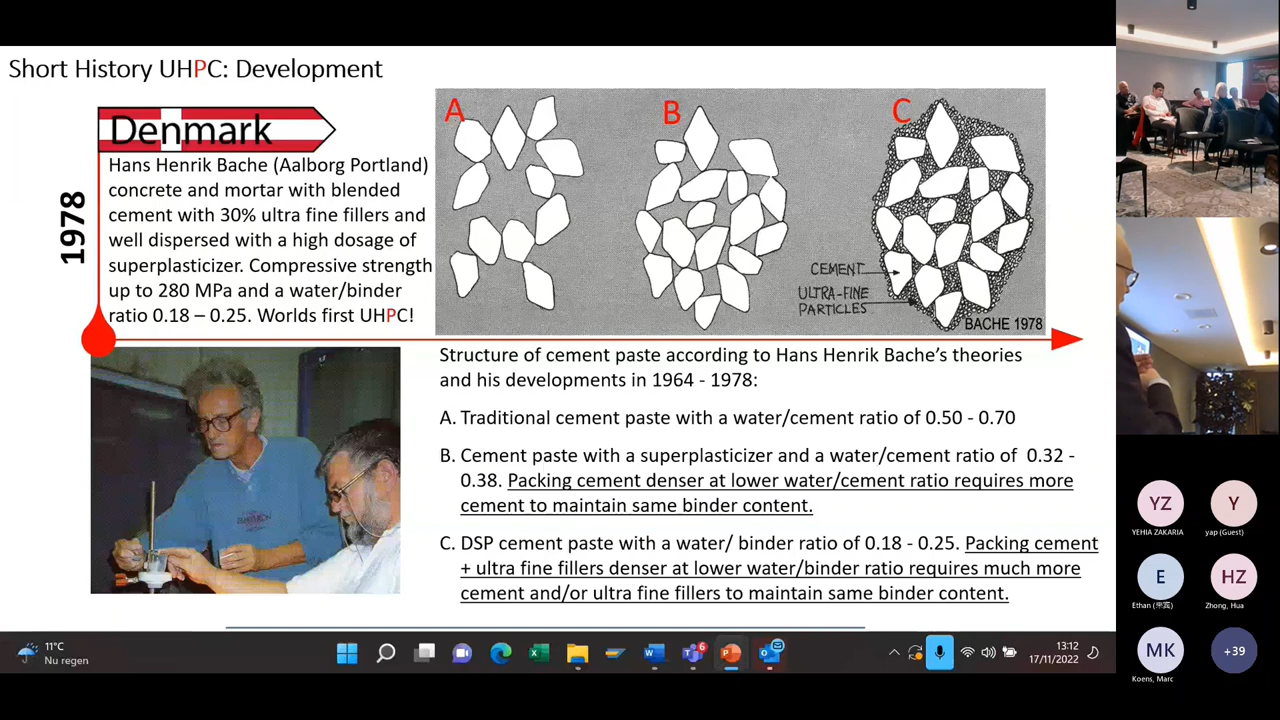 Short History UHPC: Development
Denmark
1978
Hans Henrik Bache (Aalborg Portland)
concrete and mortar with blended
cement with 30% ultra fine fillers and
well dispersed with a high dosage of
superplasticizer. Compressive strength
up to 280 MPa and a water/binder
ratio 0.18 – 0.25. Worlds first UHPC!
A
B
C
CEMENT
ULTRA-FINE
PARTICLES
BACHE 1978
Structure of cement paste according to Hans Henrik Bache's theories
and his developments in 1964 - 1978:
A. Traditional cement paste with a water/cement ratio of 0.50 - 0.70
B. Cement paste with a superplasticizer and a water/cement ratio of 0.32 -
0.38. Packing cement denser at lower water/cement ratio requires more
cement to maintain same binder content.
C. DSP cement paste with a water/ binder ratio of 0.18 - 0.25. Packing cement
+ ultra fine fillers denser at lower water/binder ratio requires much more
cement and/or ultra fine fillers to maintain same binder content.
YZ
YEHIA ZAKARIA
Y
yap (Guest)
E
HZ
Zhong, Hua
MK
Koens, Marc
+39
11°C
Nu regen
6
13:12
17/11/2022